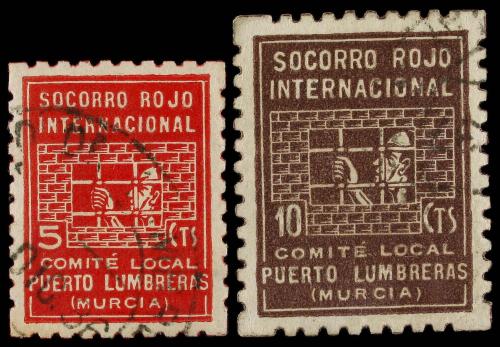 SOCORRO ROJO
INTERNACIONAL
5 CTS
COMITÉ LOCAL
PUERTO LUMBRERAS
(MURCIA)
SOCORRO ROJO
INTERNACIONAL
10 CTS
COMITÉ LOCAL
PUERTO LUMBRERAS
(MURCIA)